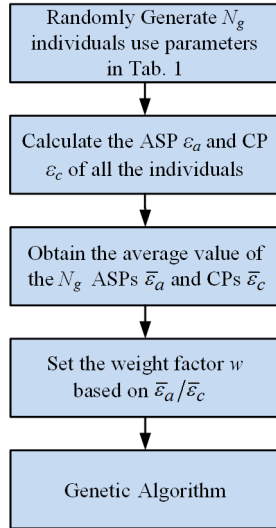 Randomly Generate N_g
individuals use parameters
in Tab. 1
Calculate the ASP ε_a and CP
ε_c of all the individuals
Obtain the average value of
the N_g ASPs ε̅_a and CPs ε̅_c
Set the weight factor w
based on ε̅_a/ε̅_c
Genetic Algorithm